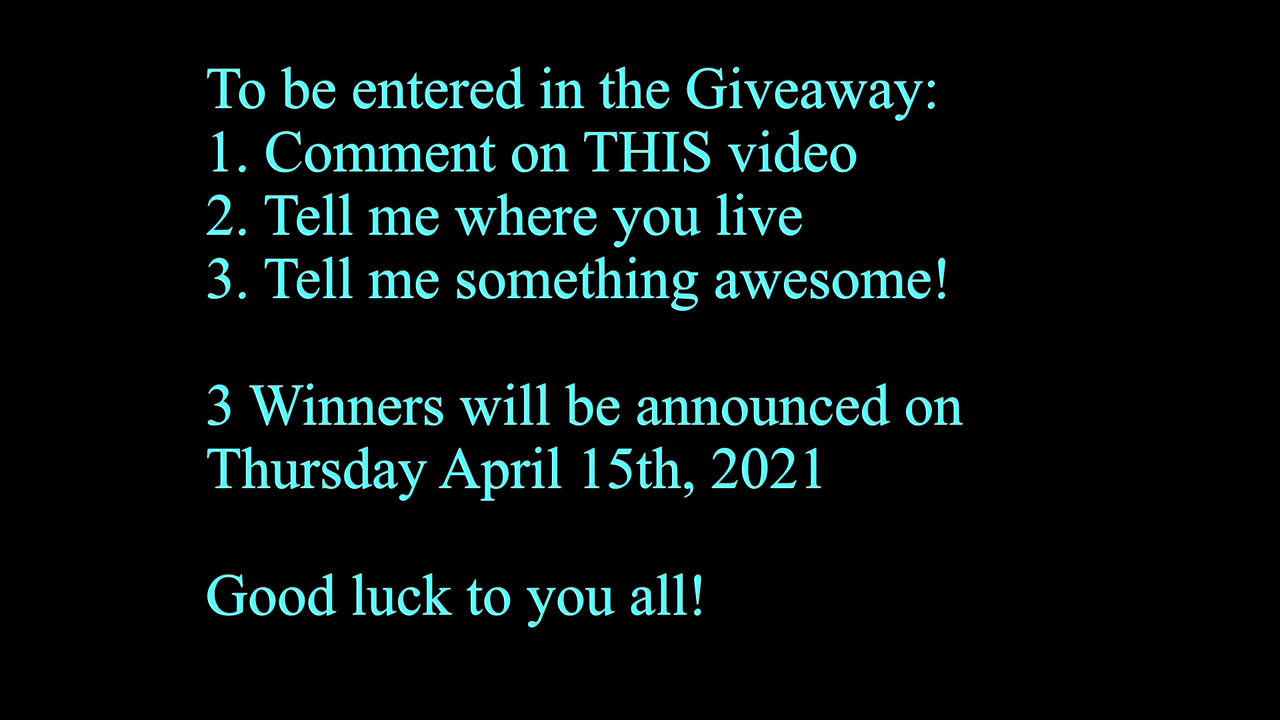 To be entered in the Giveaway:
1. Comment on THIS video
2. Tell me where you live
3. Tell me something awesome!
3 Winners will be announced on
Thursday April 15th, 2021
Good luck to you all!